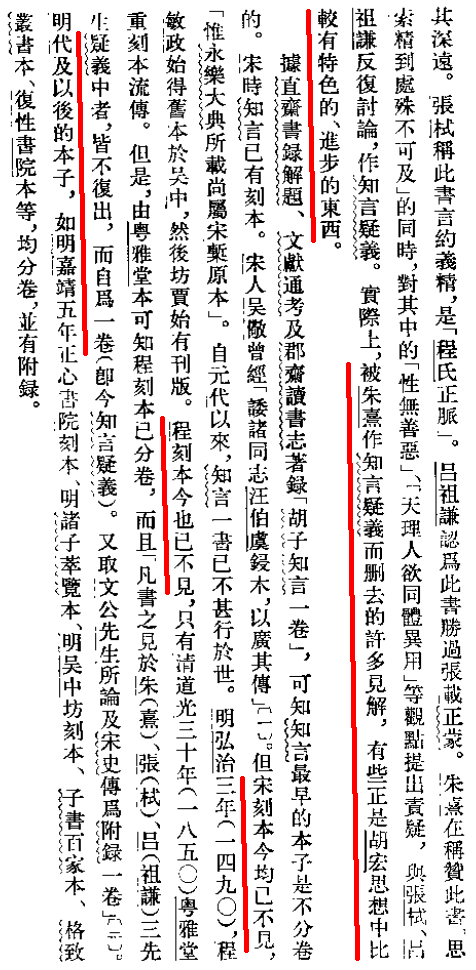 其深遠。張栻稱此書言約義精,是「程氏正脈」。吕祖謙認爲此書勝過張載正蒙。朱熹在稱贊此書「思
索精到處殊不可及」的同時,對其中的「性無善惡」、「天理人欲同體異用」等觀點提出責疑,與張栻、吕
祖謙反復討論,作知言疑義。實際上,被朱熹作知言疑義而删去的許多見解,有些正是胡宏思想中比
較有特色的、進步的東西。
據直齋書録解題、文獻通考及郡齋讀書志著録「胡子知言一卷」,可知知言最早的本子是不分卷
的。宋時知言已有刻本。宋人吴儆曾經「諉諸同志汪伯虞鋟木,以廣其傳」〔一〕。但宋刻本今均已不見,
「惟永樂大典所載尚屬宋槧原本」。自元代以來,知言一書已不甚行於世。明弘治三年(一四九〇),程
敏政始得舊本於吴中,然後坊賈始有刊版。程刻本今也已不見,只有清道光三十年(一八五〇)粤雅堂
重刻本流傳。但是,由粤雅堂本可知程刻本已分卷,而且「凡書之見於朱(熹)、張(栻)、吕(祖謙)三先
生疑義中者,皆不復出,而自爲一卷(卽今知言疑義)。又取文公先生所論及宋史傳爲附録一卷」〔二〕。
明代及以後的本子,如明嘉靖五年正心書院刻本、明諸子萃覽本、明吴中坊刻本、子書百家本、格致
叢書本、復性書院本等,均分卷,並有附録。